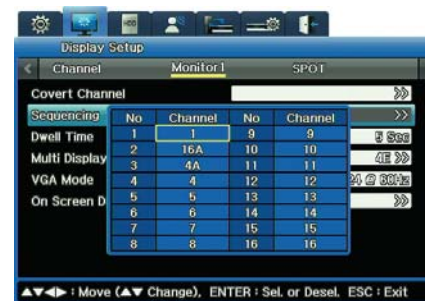 Display Setup
Channel Monitor1 SPOT
Covert Channel
Sequencing
No Channel No Channel
1 1 9 9
Dwell Time 5 Sec
2 16A 10 10
Multi Display 4E
3 4A 11 11
VGA Mode 24 @ 60Hz
4 4 12 12
On Screen D
5 5 13 13
6 6 14 14
7 7 15 15
8 8 16 16
▲▼◀▶ : Move (▲▼ Change), ENTER : Sel. or Desel. ESC : Exit